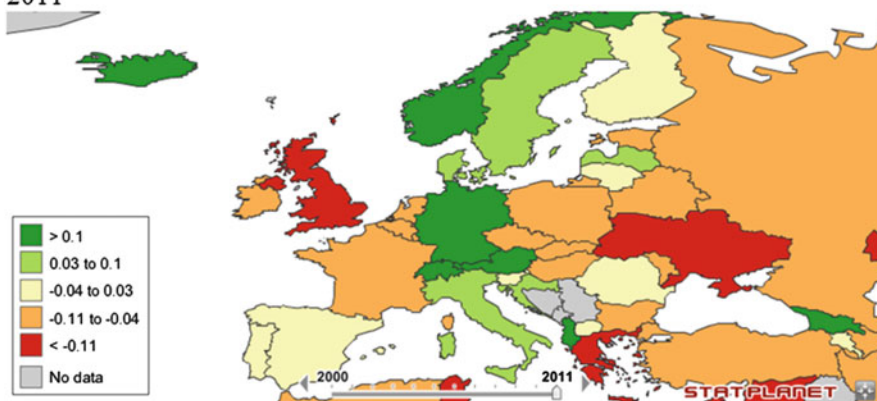 2011
> 0.1
0.03 to 0.1
-0.04 to 0.03
-0.11 to -0.04
< -0.11
No data
2000
2011
STATPLANET